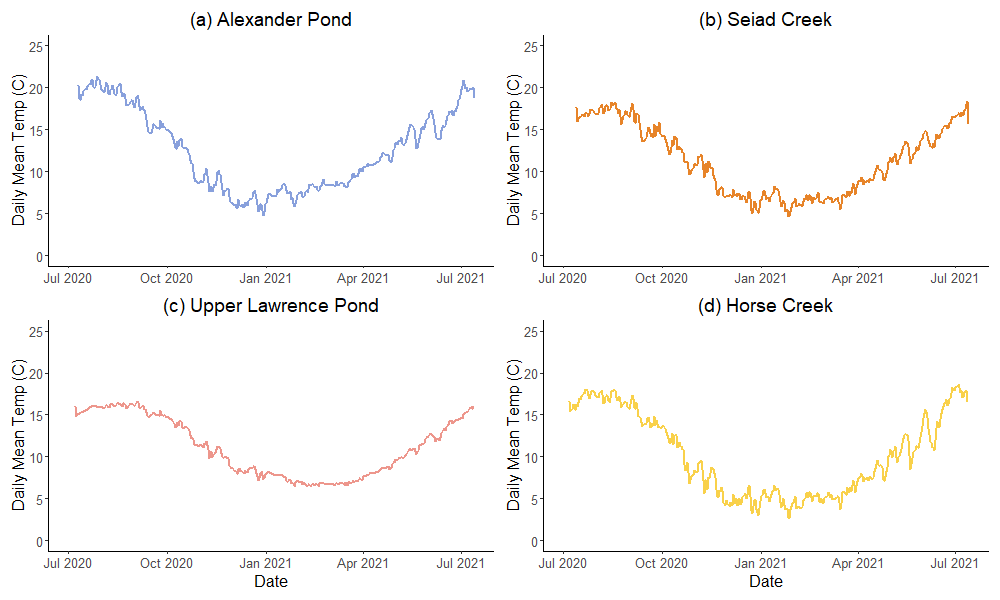 (a) Alexander Pond
Daily Mean Temp (C)
25
20
15
10
5
0
Jul 2020 Oct 2020 Jan 2021 Apr 2021 Jul 2021
(b) Seiad Creek
Daily Mean Temp (C)
25
20
15
10
5
0
Jul 2020 Oct 2020 Jan 2021 Apr 2021 Jul 2021
(c) Upper Lawrence Pond
Daily Mean Temp (C)
25
20
15
10
5
0
Jul 2020 Oct 2020 Jan 2021 Apr 2021 Jul 2021
Date
(d) Horse Creek
Daily Mean Temp (C)
25
20
15
10
5
0
Jul 2020 Oct 2020 Jan 2021 Apr 2021 Jul 2021
Date